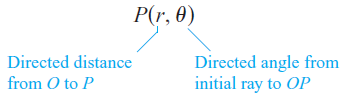 P(r, θ)
Directed distance
from O to P
Directed angle from
initial ray to OP